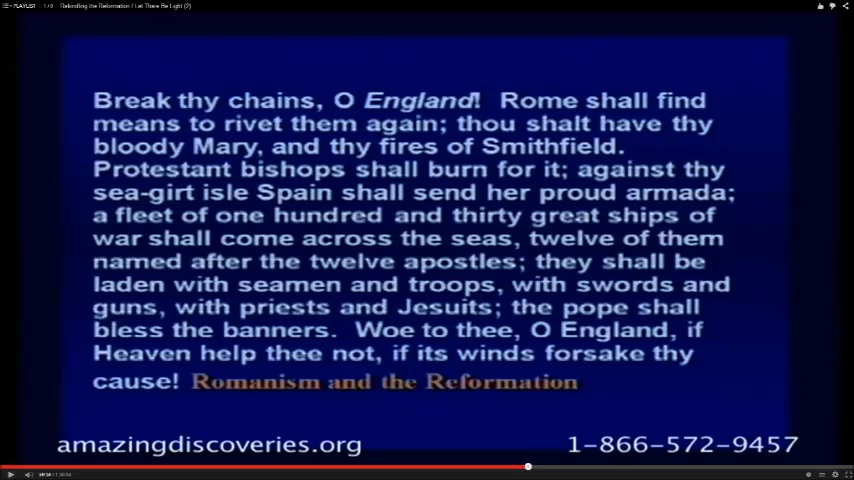 PLAYLIST 170 Rekindling the Reformation / Let There Be Light (2)
Break thy chains, O England! Rome shall find
means to rivet them again; thou shalt have thy
bloody Mary, and thy fires of Smithfield.
Protestant bishops shall burn for it; against thy
sea-girt isle Spain shall send her proud armada;
a fleet of one hundred and thirty great ships of
war shall come across the seas, twelve of them
named after the twelve apostles; they shall be
laden with seamen and troops, with swords and
guns, with priests and Jesuits; the pope shall
bless the banners. Woe to thee, O England, if
Heaven help thee not, if its winds forsake thy
cause! Romanism and the Reformation
amazingdiscoveries.org 1-866-572-9457